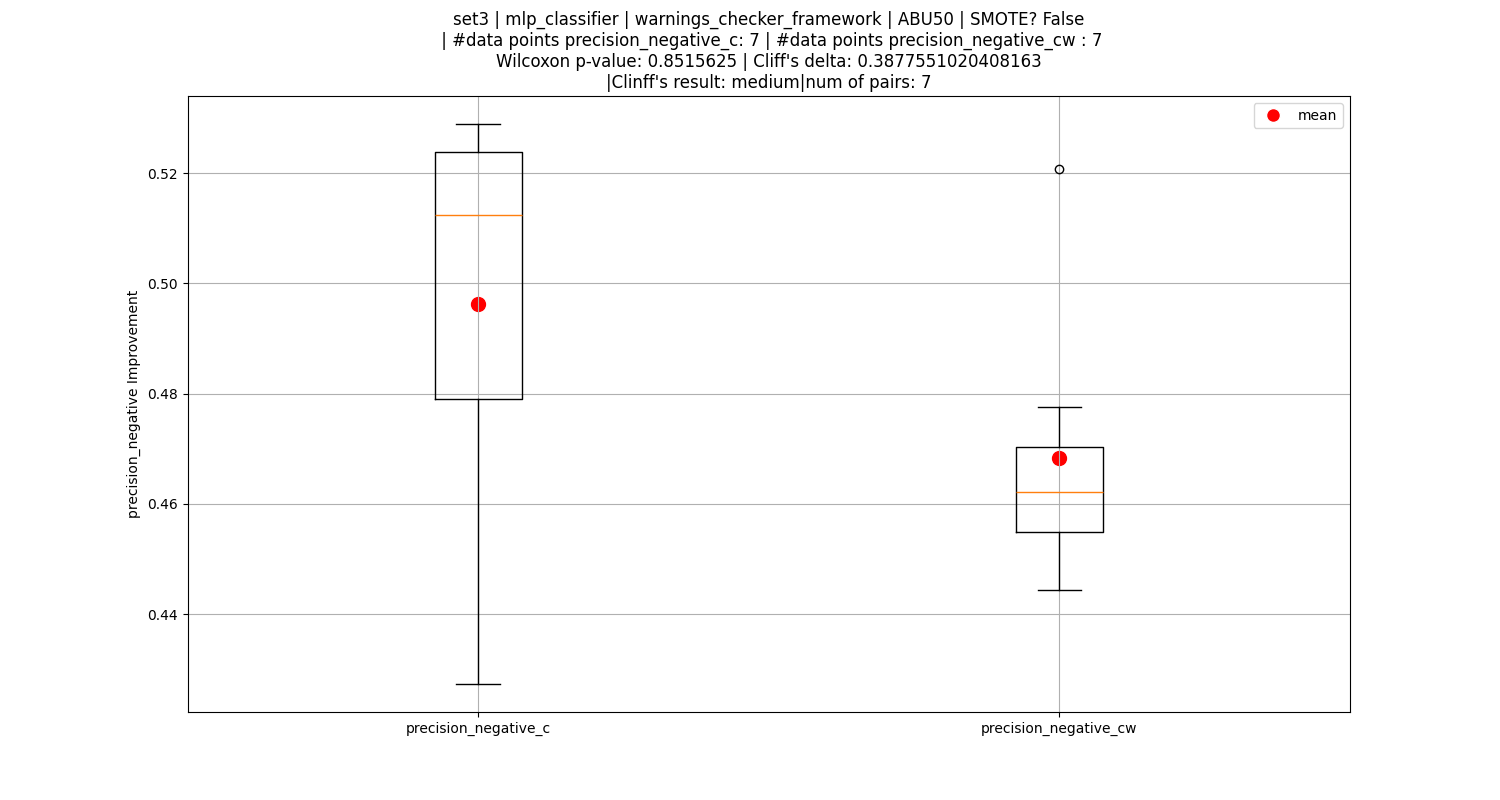 set3 | mlp_classifier | warnings_checker_framework | ABU50 | SMOTE? False
| #data points precision_negative_c: 7 | #data points precision_negative_cw : 7
Wilcoxon p-value: 0.8515625 | Cliff's delta: 0.3877551020408163
|Clinff's result: medium|num of pairs: 7
mean
precision_negative Improvement
0.52
0.50
0.48
0.46
0.44
precision_negative_c
precision_negative_cw